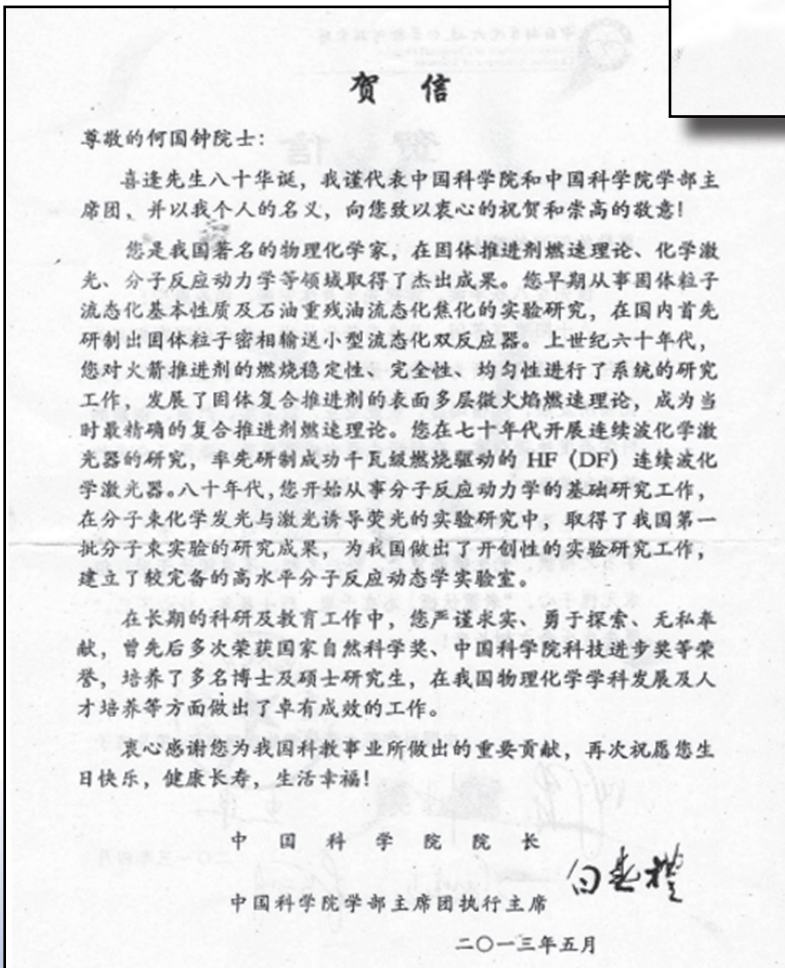 贺 信
尊敬的何国钟院士：
喜逢先生八十华诞，我谨代表中国科学院和中国科学院学部主
席团、并以我个人的名义，向您致以衷心的祝贺和崇高的敬意！
您是我国著名的物理化学家，在固体推进剂燃速理论、化学激
光、分子反应动力学等领域取得了杰出成果。您早期从事固体粒子
流态化基本性质及石油重残油流态化焦化的实验研究，在国内首先
研制出固体粒子密相输送小型流态化双反应器。上世纪六十年代，
您对火箭推进剂的燃烧稳定性、完全性、均匀性进行了系统的研究
工作，发展了固体复合推进剂的表面多层微火焰燃速理论，成为当
时最精确的复合推进剂燃速理论。您在七十年代开展连续波化学激
光器的研究，率先研制成功千瓦级燃烧驱动的 HF（DF）连续波化
学激光器。八十年代，您开始从事分子反应动力学的基础研究工作，
在分子束化学发光与激光诱导荧光的实验研究中，取得了我国第一
批分子束实验的研究成果，为我国做出了开创性的实验研究工作，
建立了较完备的高水平分子反应动态学实验室。
在长期的科研及教育工作中，您严谨求实、勇于探索、无私奉
献，曾先后多次荣获国家自然科学奖、中国科学院科技进步奖等荣
誉，培养了多名博士及硕士研究生，在我国物理化学学科发展及人
才培养等方面做出了卓有成效的工作。
衷心感谢您为我国科教事业所做出的重要贡献，再次祝愿您生
日快乐，健康长寿，生活幸福！
中 国 科 学 院 院 长
白春礼
中国科学院学部主席团执行主席
二〇一三年五月